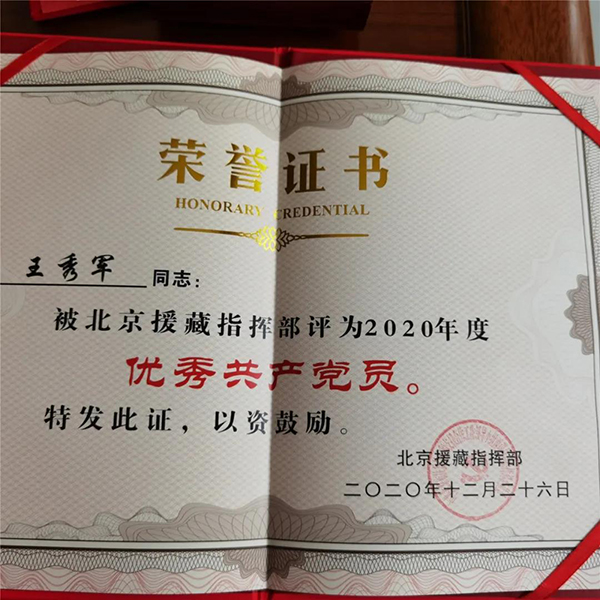 荣誉证书
HONORARY CREDENTIAL
王秀军 同志：
被北京援藏指挥部评为2020年度
优秀共产党员。
特发此证，以资鼓励。
北京援藏指挥部
二〇二〇年十二月二十六日